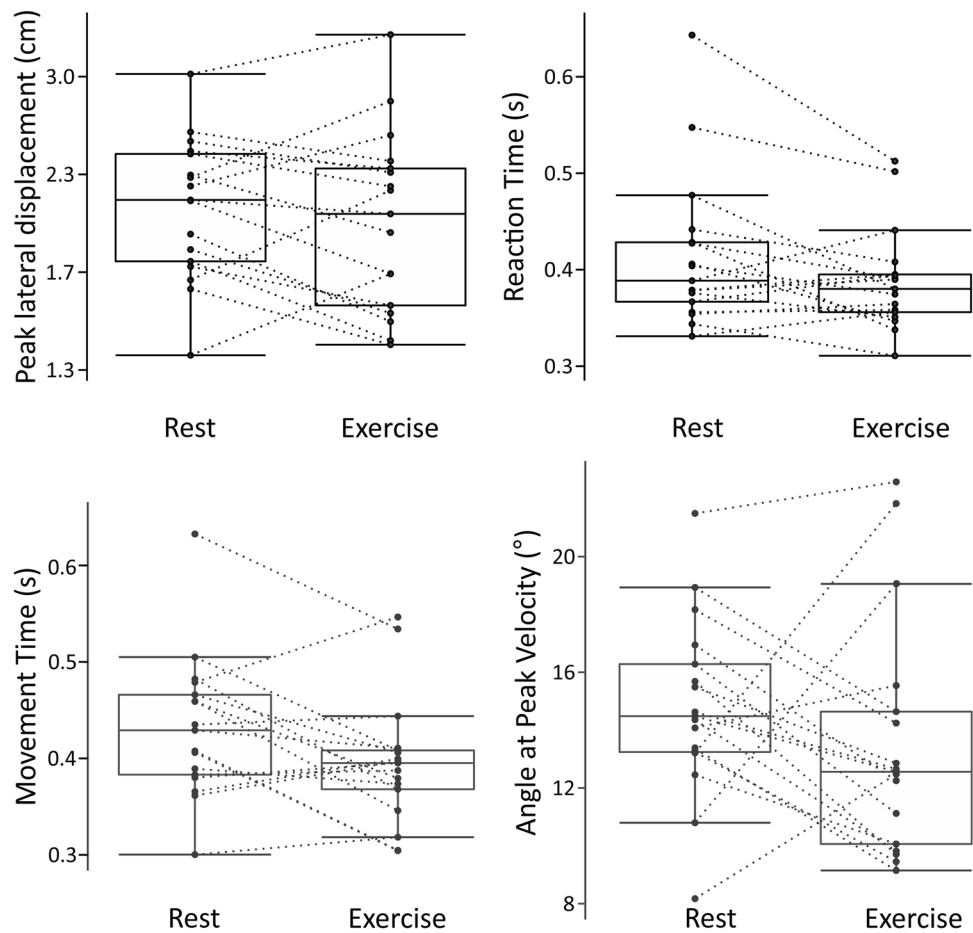 Peak lateral displacement (cm)
3.0
2.3
1.7
1.3
Rest Exercise
Reaction Time (s)
0.6
0.5
0.4
0.3
Rest Exercise
Movement Time (s)
0.6
0.5
0.4
0.3
Rest Exercise
Angle at Peak Velocity (°)
20
16
12
8
Rest Exercise